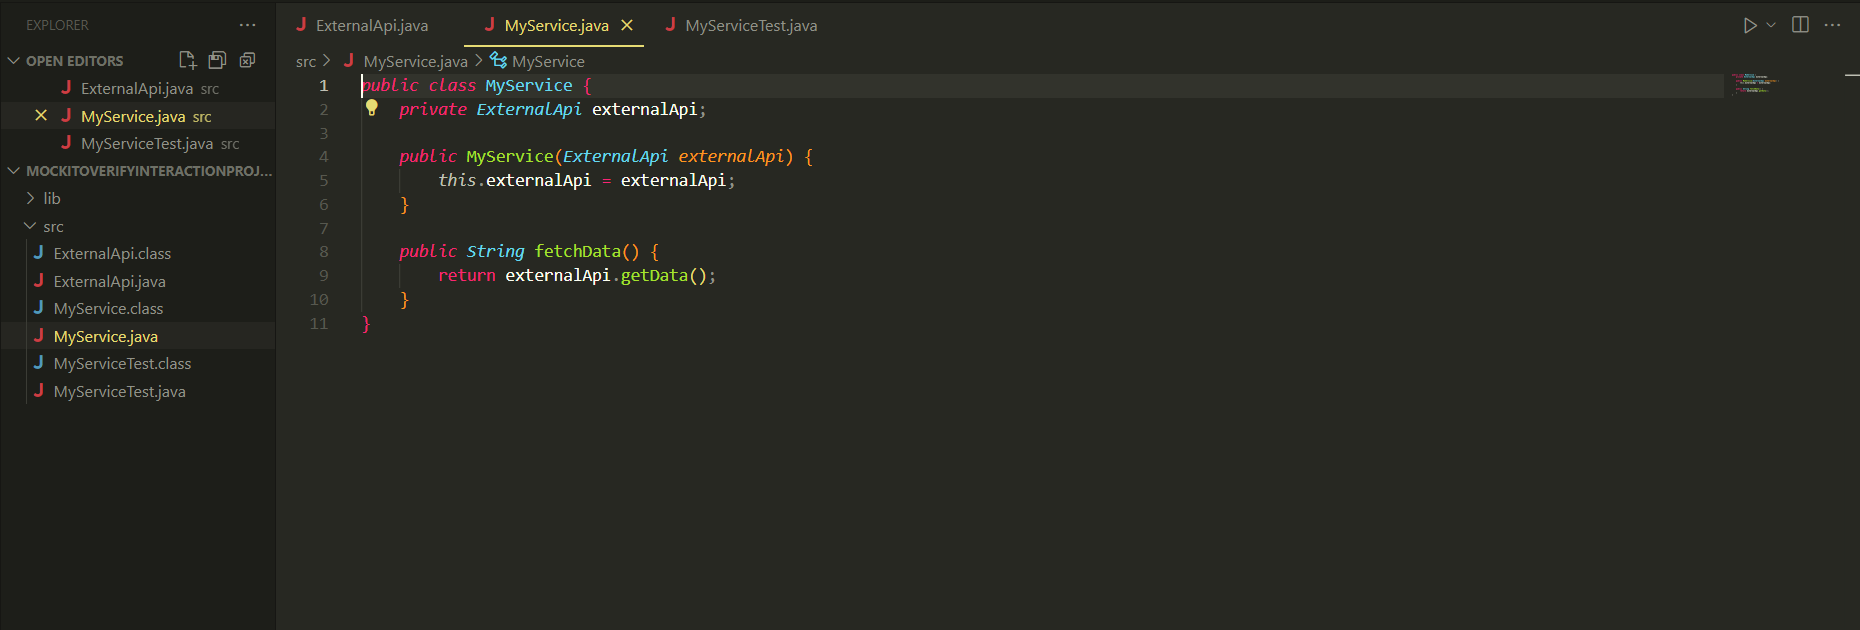 EXPLORER
OPEN EDITORS
ExternalApi.java src
MyService.java src
MyServiceTest.java src
MOCKITOVERIFYINTERACTIONPROJ...
lib
src
ExternalApi.class
ExternalApi.java
MyService.class
MyService.java
MyServiceTest.class
MyServiceTest.java
ExternalApi.java MyService.java MyServiceTest.java
src > MyService.java > MyService
1 public class MyService {
2     private ExternalApi externalApi;
3
4     public MyService(ExternalApi externalApi) {
5         this.externalApi = externalApi;
6     }
7
8     public String fetchData() {
9         return externalApi.getData();
10     }
11 }